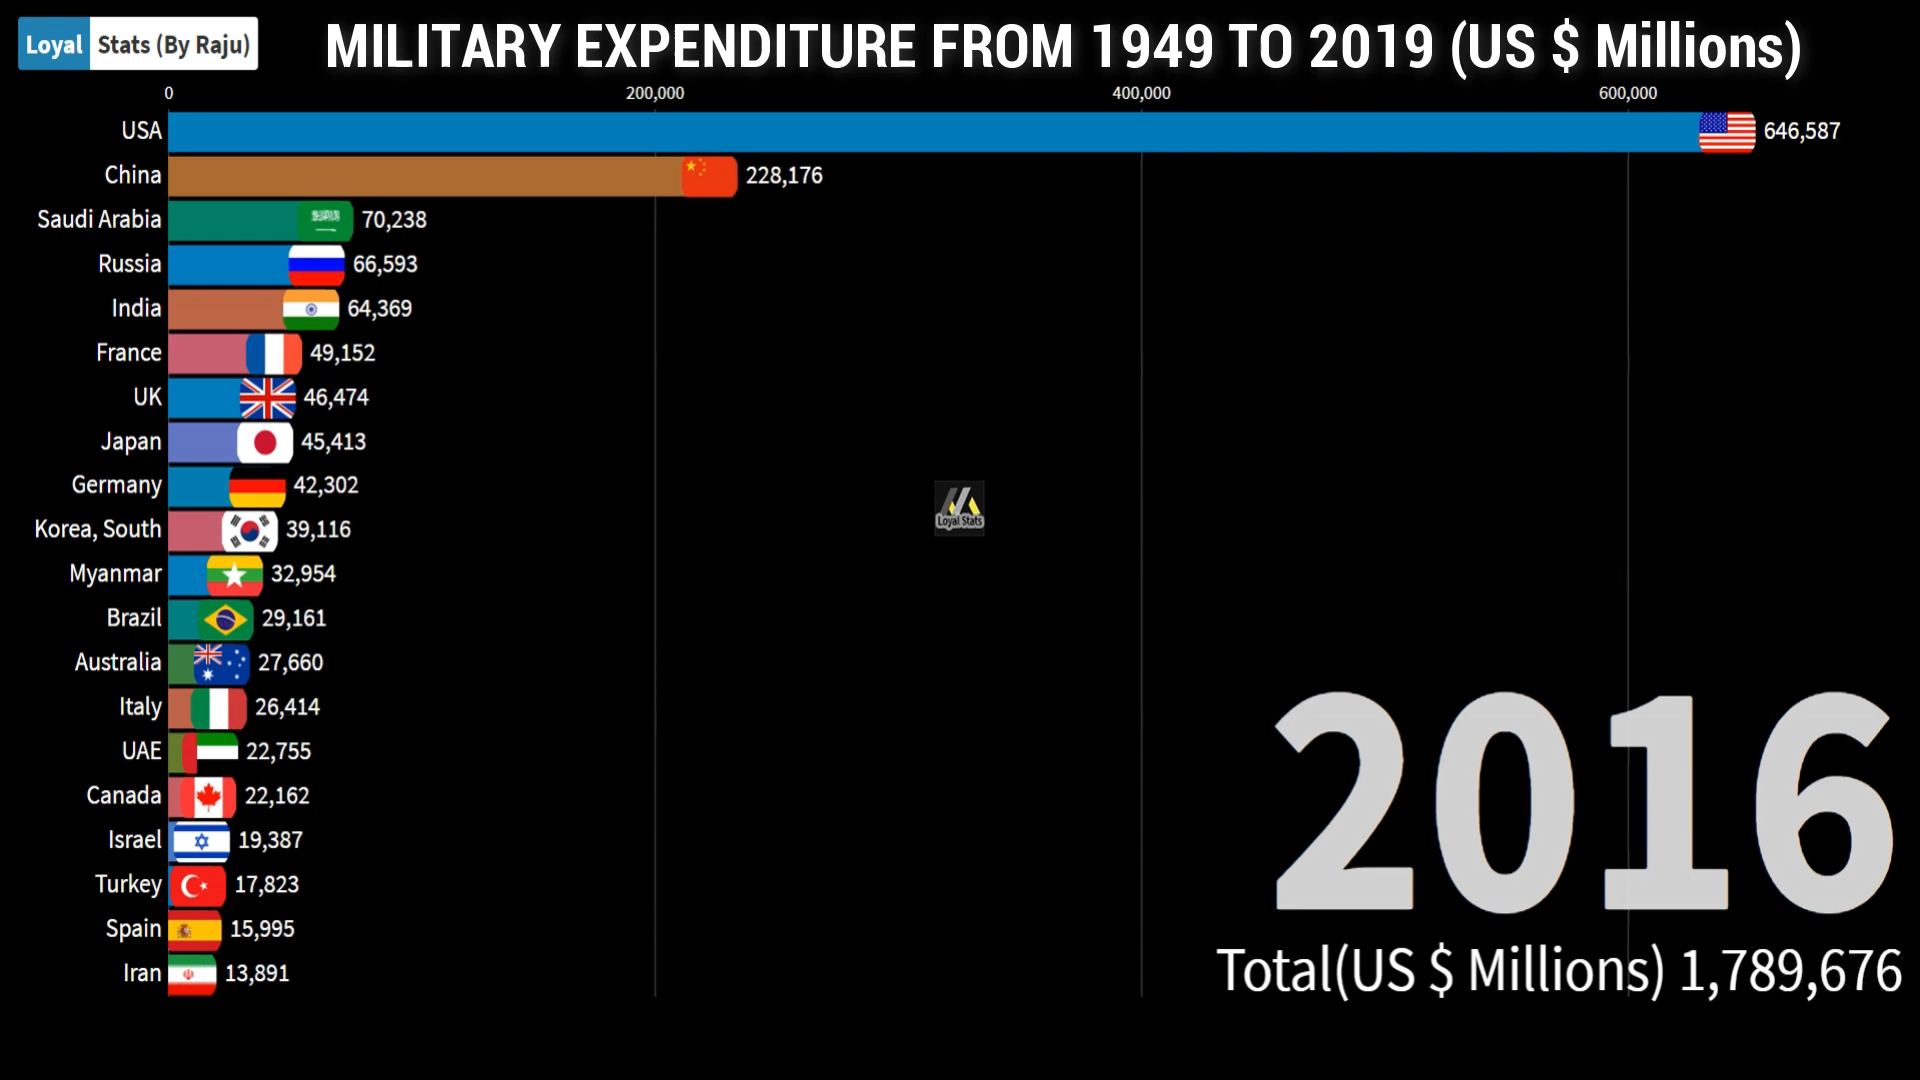 Loyal Stats (By Raju)
MILITARY EXPENDITURE FROM 1949 TO 2019 (US $ Millions)
0 200,000 400,000 600,000
USA 646,587
China 228,176
Saudi Arabia 70,238
Russia 66,593
India 64,369
France 49,152
UK 46,474
Japan 45,413
Germany 42,302
Korea, South 39,116
Myanmar 32,954
Brazil 29,161
Australia 27,660
Italy 26,414
UAE 22,755
Canada 22,162
Israel 19,387
Turkey 17,823
Spain 15,995
Iran 13,891
Loyal Stats
2016
Total(US $ Millions) 1,789,676